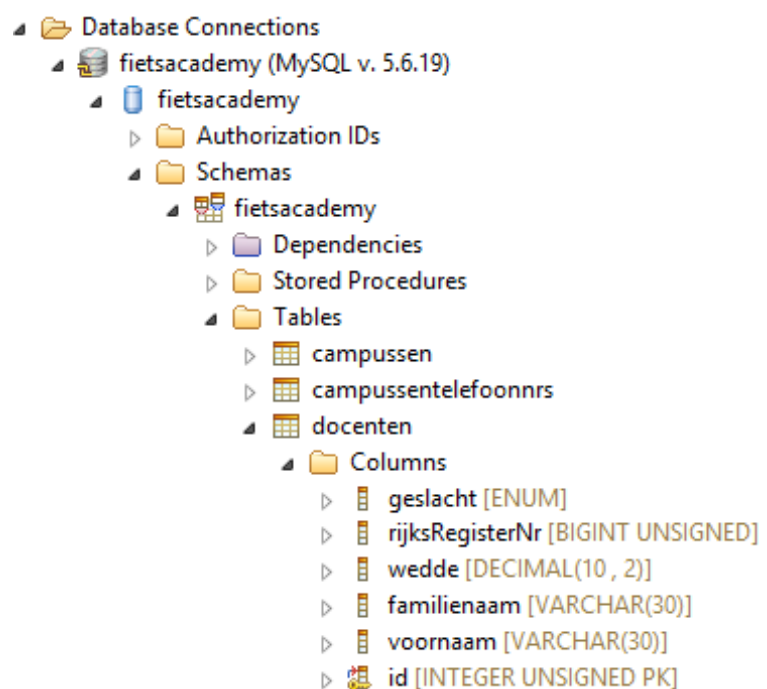 Database Connections
fietsacademy (MySQL v. 5.6.19)
fietsacademy
Authorization IDs
Schemas
fietsacademy
Dependencies
Stored Procedures
Tables
campussen
campussentelefoonnrs
docenten
Columns
geslacht [ENUM]
rijksRegisterNr [BIGINT UNSIGNED]
wedde [DECIMAL(10 , 2)]
familienaam [VARCHAR(30)]
voornaam [VARCHAR(30)]
id [INTEGER UNSIGNED PK]